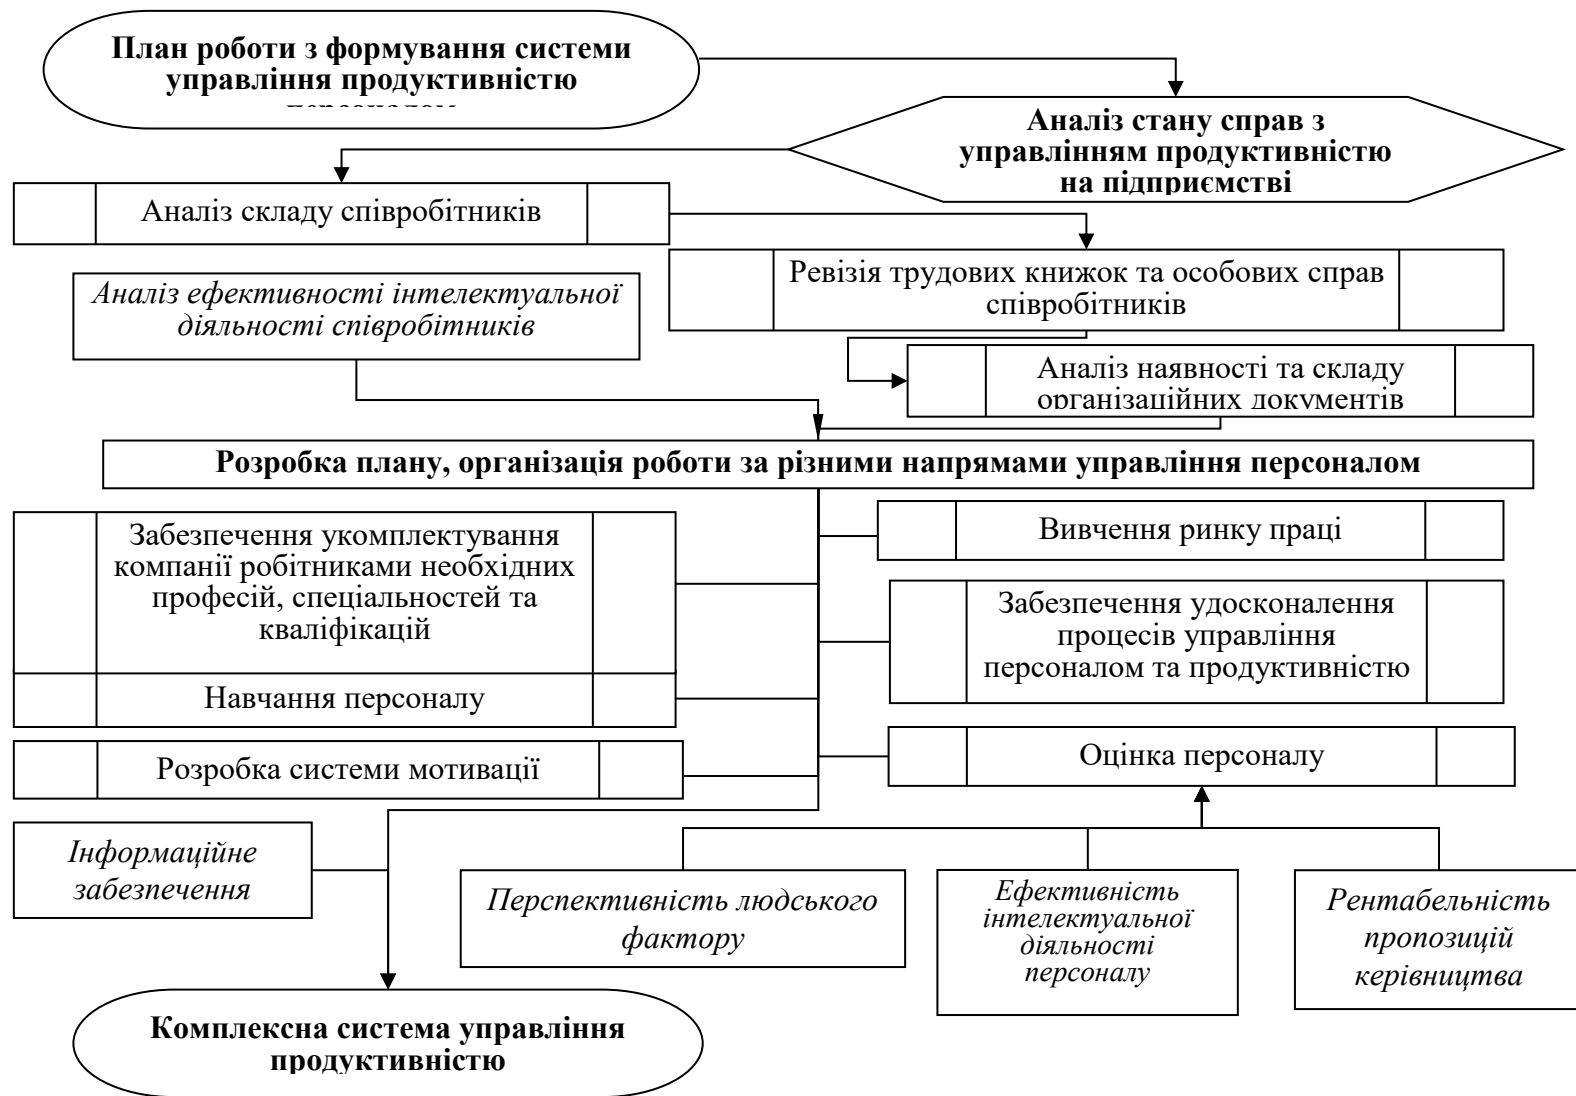 План роботи з формування системи
управління продуктивністю
персоналом
Аналіз стану справ з
управлінням продуктивністю
на підприємстві
Аналіз складу співробітників
Ревізія трудових книжок та особових справ
співробітників
Аналіз ефективності інтелектуальної
діяльності співробітників
Аналіз наявності та складу
організаційних документів
Розробка плану, організація роботи за різними напрямами управління персоналом
Забезпечення укомплектування
компанії робітниками необхідних
професій, спеціальностей та
кваліфікацій
Вивчення ринку праці
Забезпечення удосконалення
процесів управління
персоналом та продуктивністю
Навчання персоналу
Розробка системи мотивації
Оцінка персоналу
Інформаційне
забезпечення
Перспективність людського
фактору
Ефективність
інтелектуальної
діяльності
персоналу
Рентабельність
пропозицій
керівництва
Комплексна система управління
продуктивністю